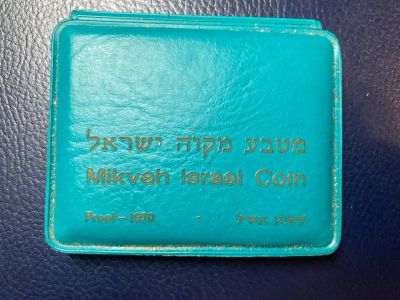 מטבע מקוה ישראל
Mikveh Israel Coin
Proof - 1970